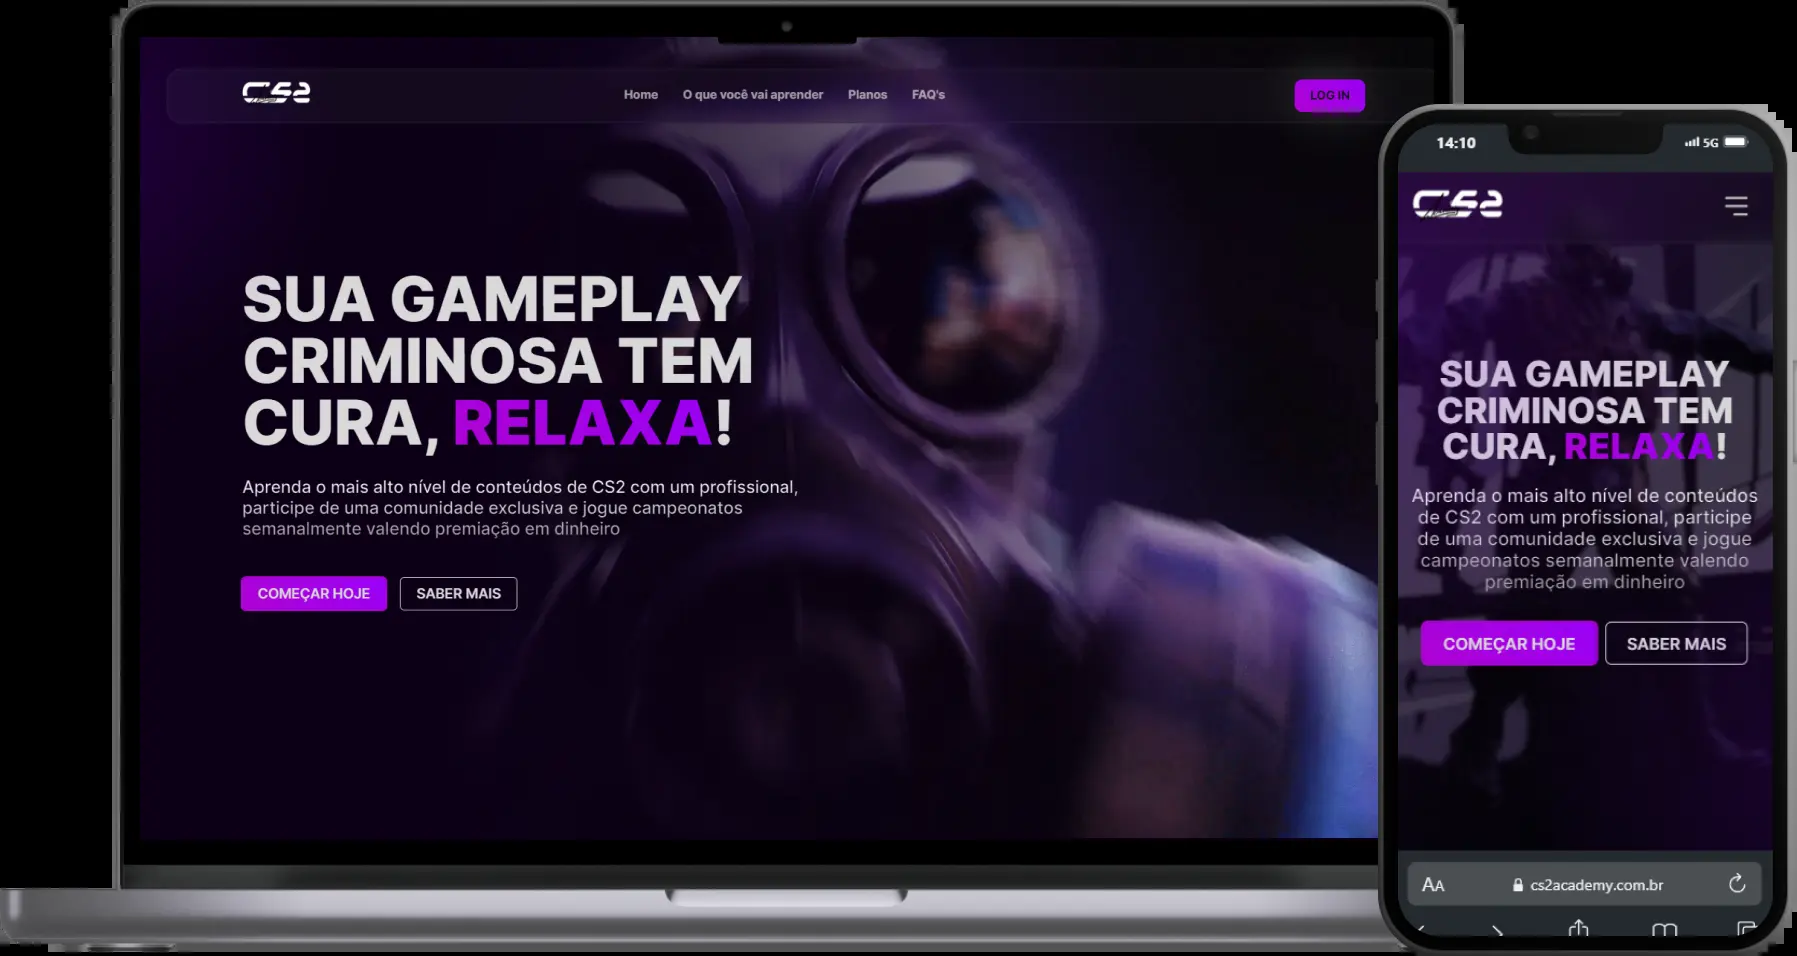 CS2
Home
O que você vai aprender
Planos
FAQ's
LOG IN
SUA GAMEPLAY
CRIMINOSA TEM
CURA, RELAXA!
Aprenda o mais alto nível de conteúdos de CS2 com um profissional,
participe de uma comunidade exclusiva e jogue campeonatos
semanalmente valendo premiação em dinheiro
COMEÇAR HOJE
SABER MAIS
14:10
5G
CS2
SUA GAMEPLAY
CRIMINOSA TEM
CURA, RELAXA!
Aprenda o mais alto nível de conteúdos
de CS2 com um profissional, participe
de uma comunidade exclusiva e jogue
campeonatos semanalmente valendo
premiação em dinheiro
COMEÇAR HOJE
SABER MAIS
AA
cs2academy.com.br